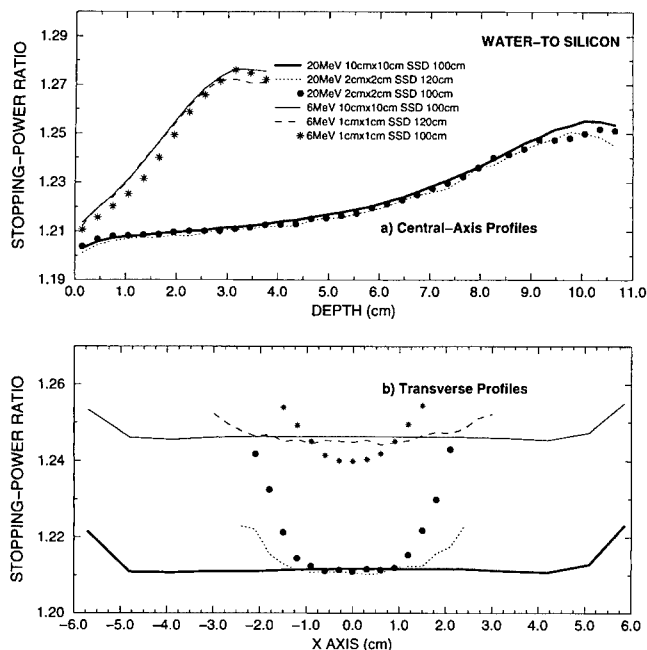 WATER-TO SILICON
20MeV 10cmx10cm SSD 100cm
20MeV 2cmx2cm SSD 120cm
20MeV 2cmx2cm SSD 100cm
6MeV 10cmx10cm SSD 100cm
6MeV 1cmx1cm SSD 120cm
6MeV 1cmx1cm SSD 100cm
STOPPING-POWER RATIO
1.29
1.27
1.25
1.23
1.21
1.19
a) Central-Axis Profiles
0.0 1.0 2.0 3.0 4.0 5.0 6.0 7.0 8.0 9.0 10.0 11.0
DEPTH (cm)
b) Transverse Profiles
STOPPING-POWER RATIO
1.26
1.24
1.22
1.20
-6.0 -5.0 -4.0 -3.0 -2.0 -1.0 0.0 1.0 2.0 3.0 4.0 5.0 6.0
X AXIS (cm)